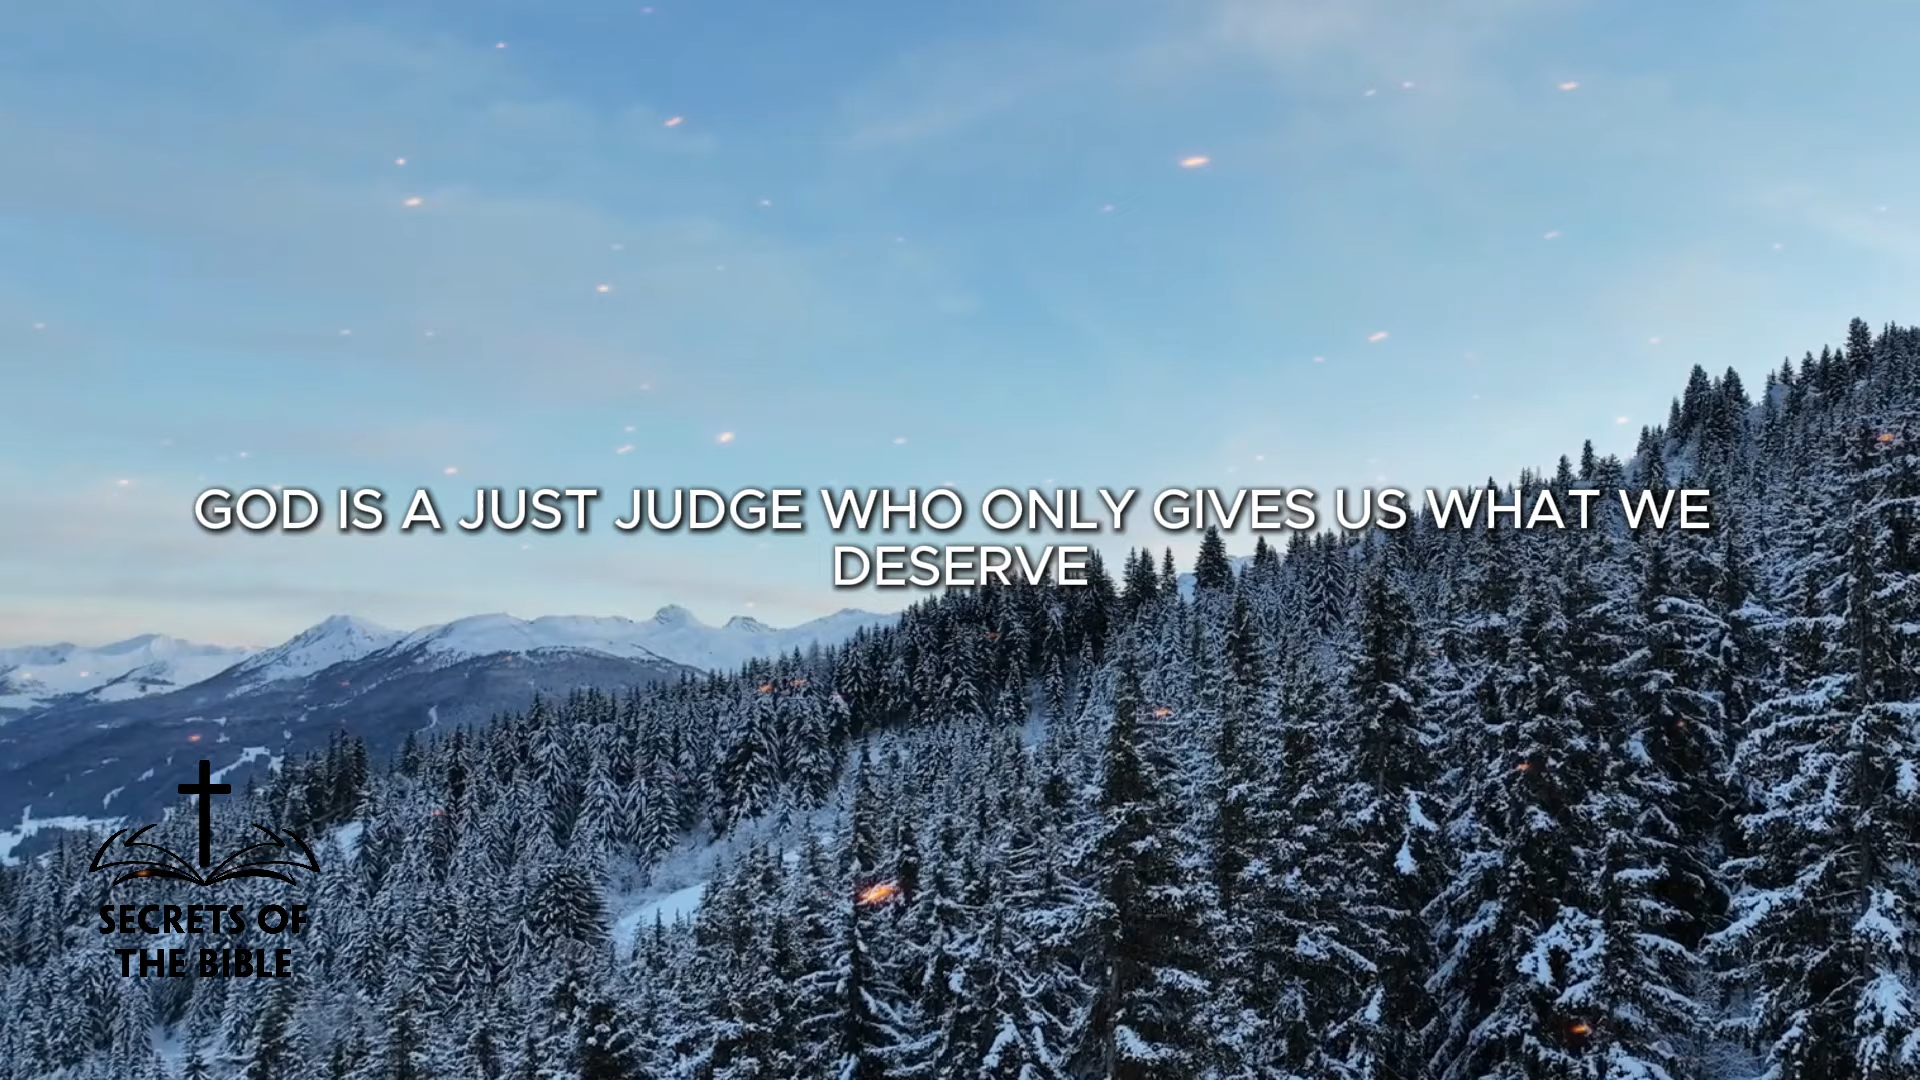 GOD IS A JUST JUDGE WHO ONLY GIVES US WHAT WE
DESERVE
SECRETS OF
THE BIBLE